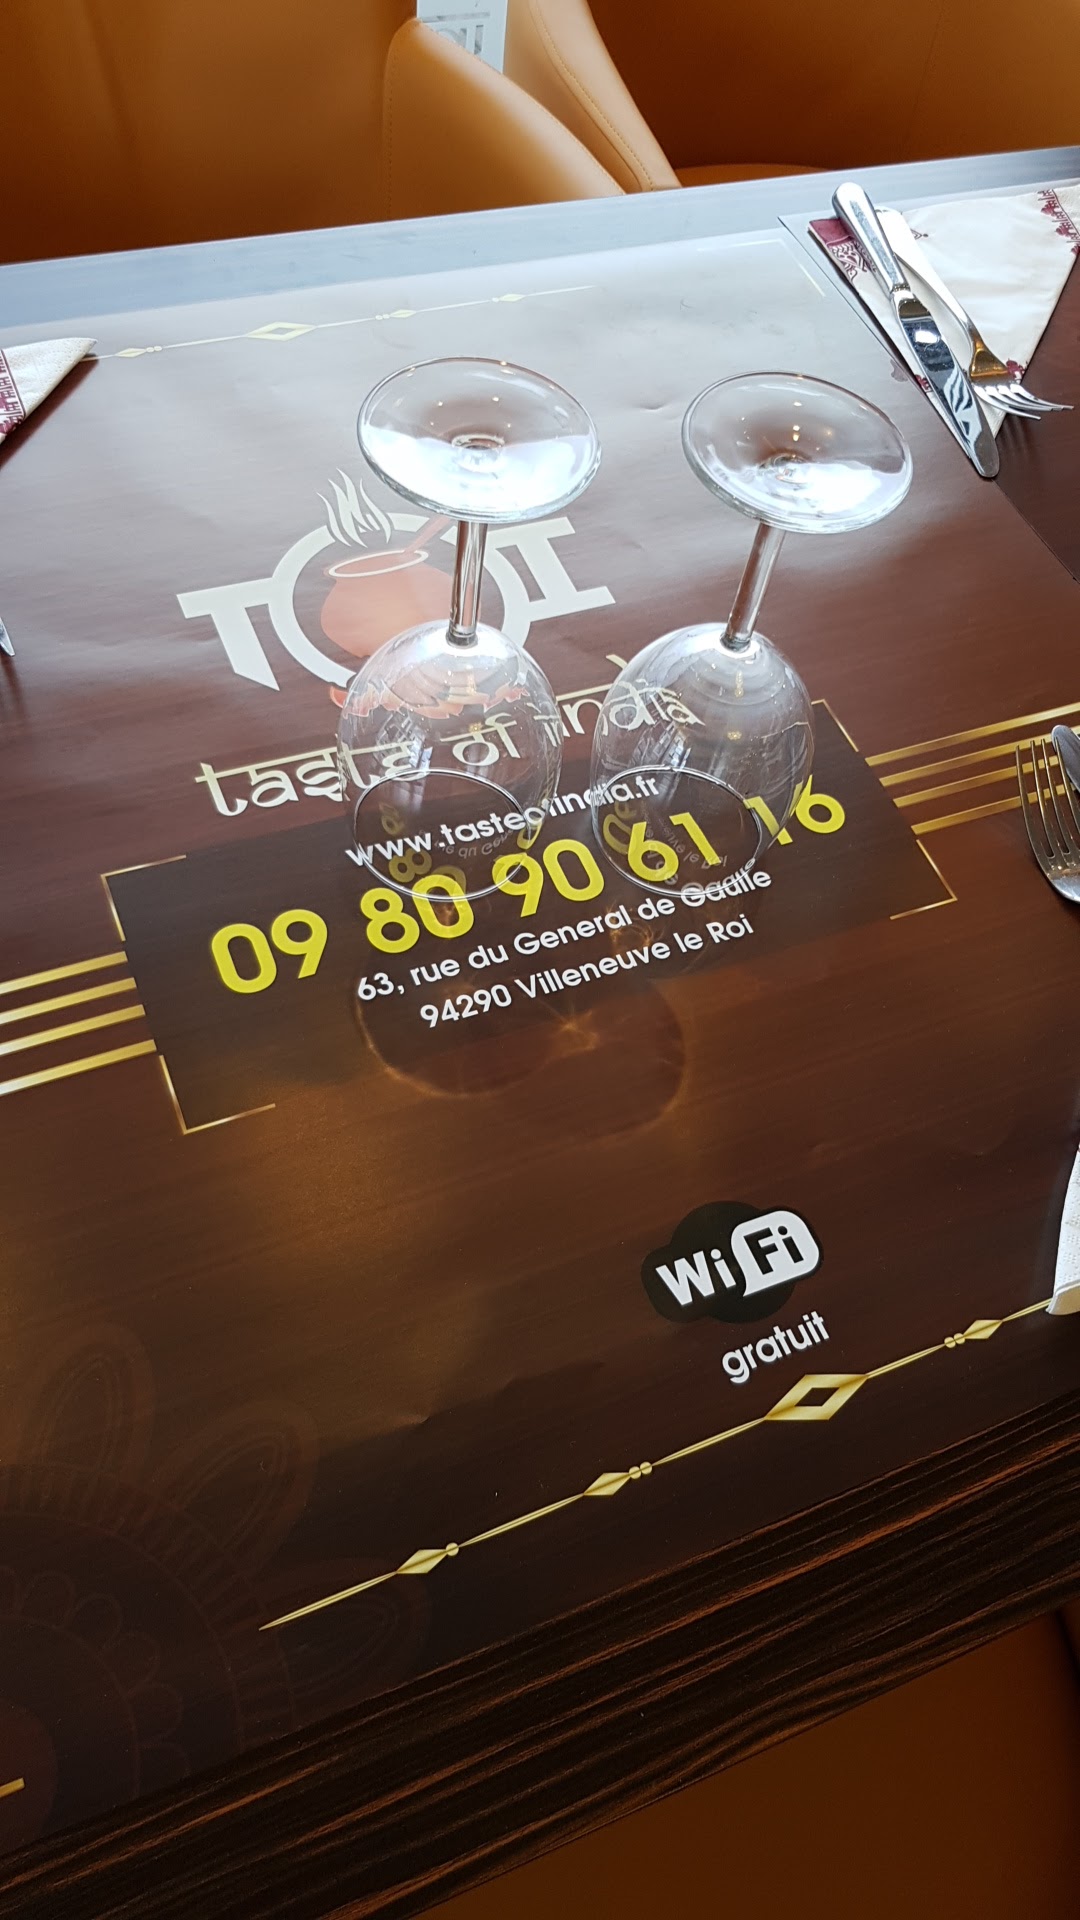 TOI
taste of india
www.tasteofindia.fr
09 80 90 61 16
63, rue du General de Gaulle
94290 Villeneuve le Roi
WiFi
gratuit